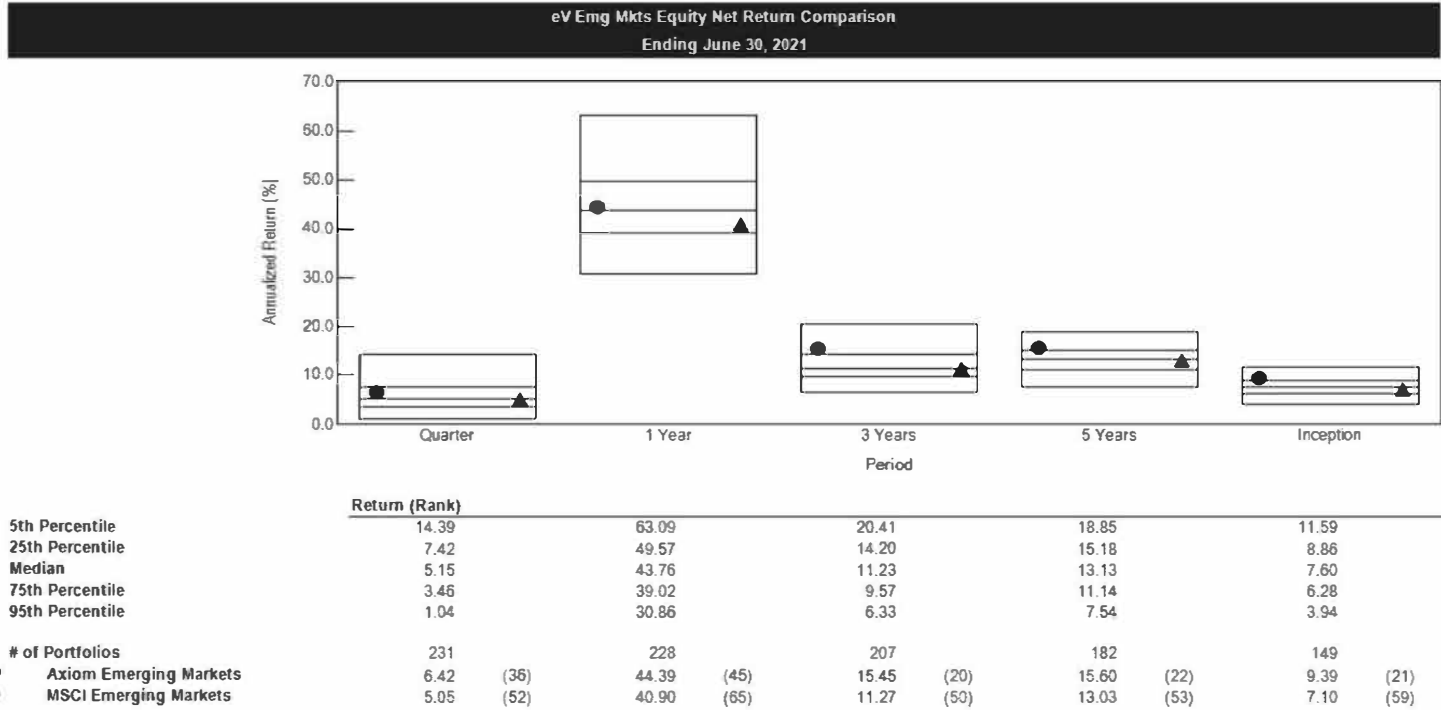 eV Emg Mkts Equity Net Return Comparison
Ending June 30, 2021
70.0
60.0
50.0
40.0
30.0
20.0
10.0
0.0
Annualized Return (%)
Quarter 1 Year 3 Years 5 Years Inception
Period
Return (Rank)
5th Percentile 14.39 63.09 20.41 18.85 11.59
25th Percentile 7.42 49.57 14.20 15.18 8.86
Median 5.15 43.76 11.23 13.13 7.60
75th Percentile 3.46 39.02 9.57 11.14 6.28
95th Percentile 1.04 30.86 6.33 7.54 3.94
# of Portfolios 231 228 207 182 149
Axiom Emerging Markets 6.42 (36) 44.39 (45) 15.45 (20) 15.60 (22) 9.39 (21)
MSCI Emerging Markets 5.05 (52) 40.90 (65) 11.27 (50) 13.03 (53) 7.10 (59)